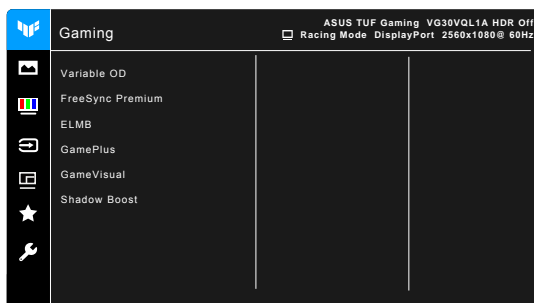 Gaming
ASUS TUF Gaming VG30VQL1A HDR Off
Racing Mode DisplayPort 2560x1080@ 60Hz
Variable OD
FreeSync Premium
ELMB
GamePlus
GameVisual
Shadow Boost